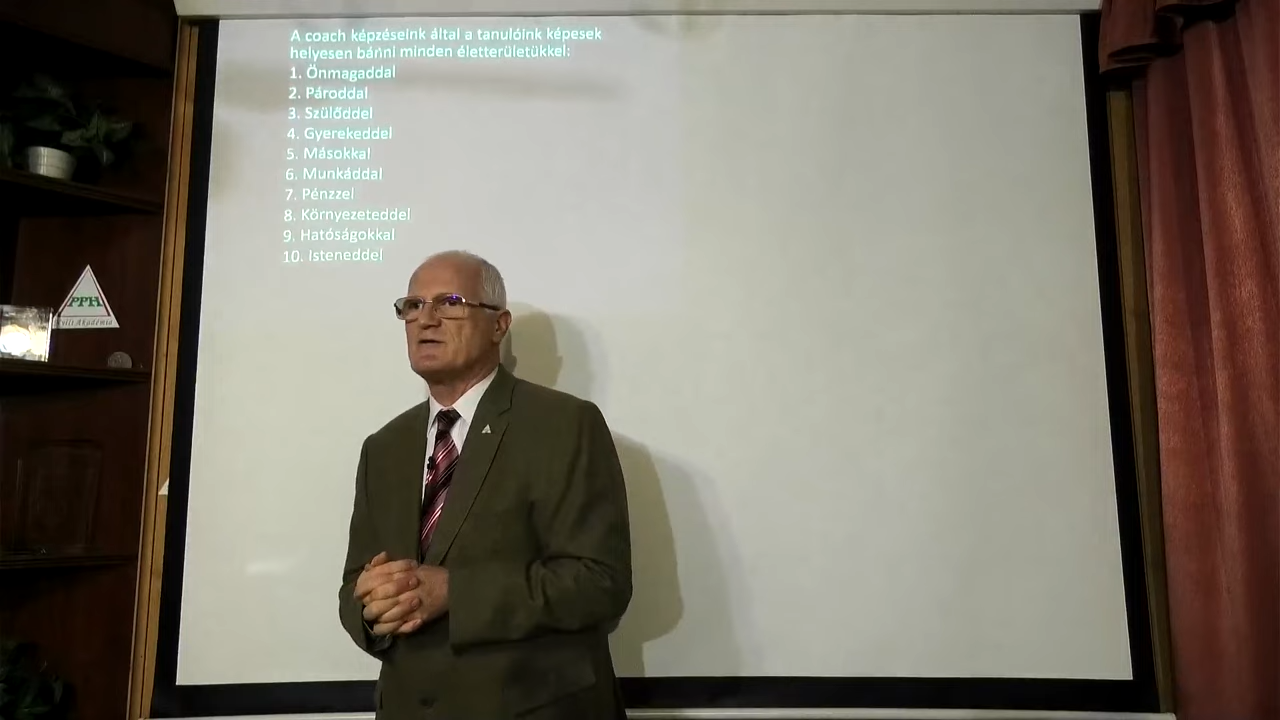 A coach képzéseink által a tanulóink képesek
helyesen bánni minden életterületükkel:
1. Önmagaddal
2. Pároddal
3. Szülőddel
4. Gyerekeddel
5. Másokkal
6. Munkáddal
7. Pénzzel
8. Környezeteddel
9. Hatóságokkal
10. Isteneddel
PPH
Akadémia